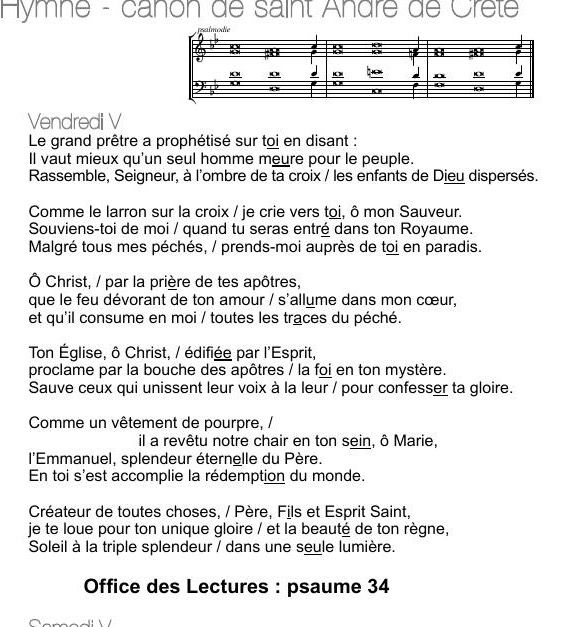 Hymne - canon de saint André de Crète
psalmodie
Vendredi V
Le grand prêtre a prophétisé sur toi en disant :
Il vaut mieux qu'un seul homme meure pour le peuple.
Rassemble, Seigneur, à l'ombre de ta croix / les enfants de Dieu dispersés.
Comme le larron sur la croix / je crie vers toi, ô mon Sauveur.
Souviens-toi de moi / quand tu seras entré dans ton Royaume.
Malgré tous mes péchés, / prends-moi auprès de toi en paradis.
Ô Christ, / par la prière de tes apôtres,
que le feu dévorant de ton amour / s'allume dans mon cœur,
et qu'il consume en moi / toutes les traces du péché.
Ton Église, ô Christ, / édifiée par l'Esprit,
proclame par la bouche des apôtres / la foi en ton mystère.
Sauve ceux qui unissent leur voix à la leur / pour confesser ta gloire.
Comme un vêtement de pourpre, /
il a revêtu notre chair en ton sein, ô Marie,
l'Emmanuel, splendeur éternelle du Père.
En toi s'est accomplie la rédemption du monde.
Créateur de toutes choses, / Père, Fils et Esprit Saint,
je te loue pour ton unique gloire / et la beauté de ton règne,
Soleil à la triple splendeur / dans une seule lumière.
Office des Lectures : psaume 34
Samedi V